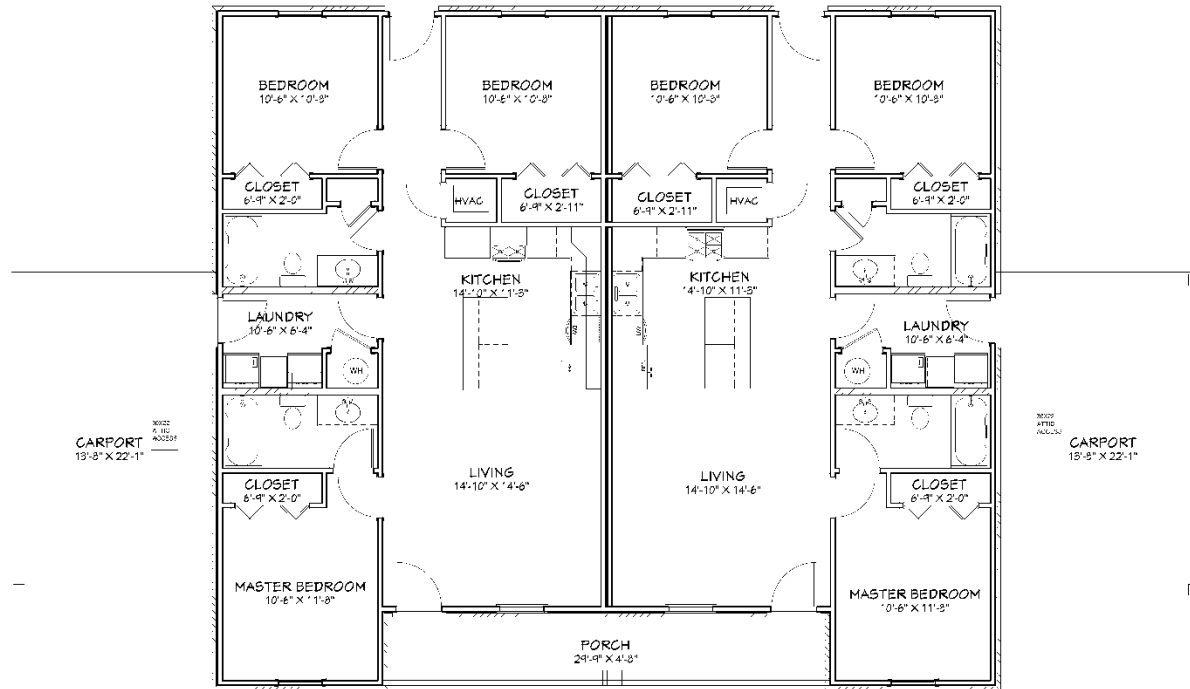 BEDROOM
10'-6" X 10'-8"
BEDROOM
10'-6" X 10'-8"
BEDROOM
10'-6" X 10'-8"
BEDROOM
10'-6" X 10'-8"
CLOSET
6'-9" X 2'-0"
HVAC
CLOSET
6'-9" X 2'-11"
CLOSET
6'-9" X 2'-11"
HVAC
CLOSET
6'-9" X 2'-0"
KITCHEN
14'-10" X 11'-8"
KITCHEN
14'-10" X 11'-8"
LAUNDRY
10'-6" X 6'-4"
LAUNDRY
10'-6" X 6'-4"
WH
WH
CARPORT
13'-8" X 22'-1"
ATTIC
ACCESS
ATTIC
ACCESS
CARPORT
13'-8" X 22'-1"
LIVING
14'-10" X 14'-6"
LIVING
14'-10" X 14'-6"
CLOSET
6'-9" X 2'-0"
CLOSET
6'-9" X 2'-0"
MASTER BEDROOM
10'-6" X 11'-8"
MASTER BEDROOM
10'-6" X 11'-8"
PORCH
29'-9" X 4'-8"